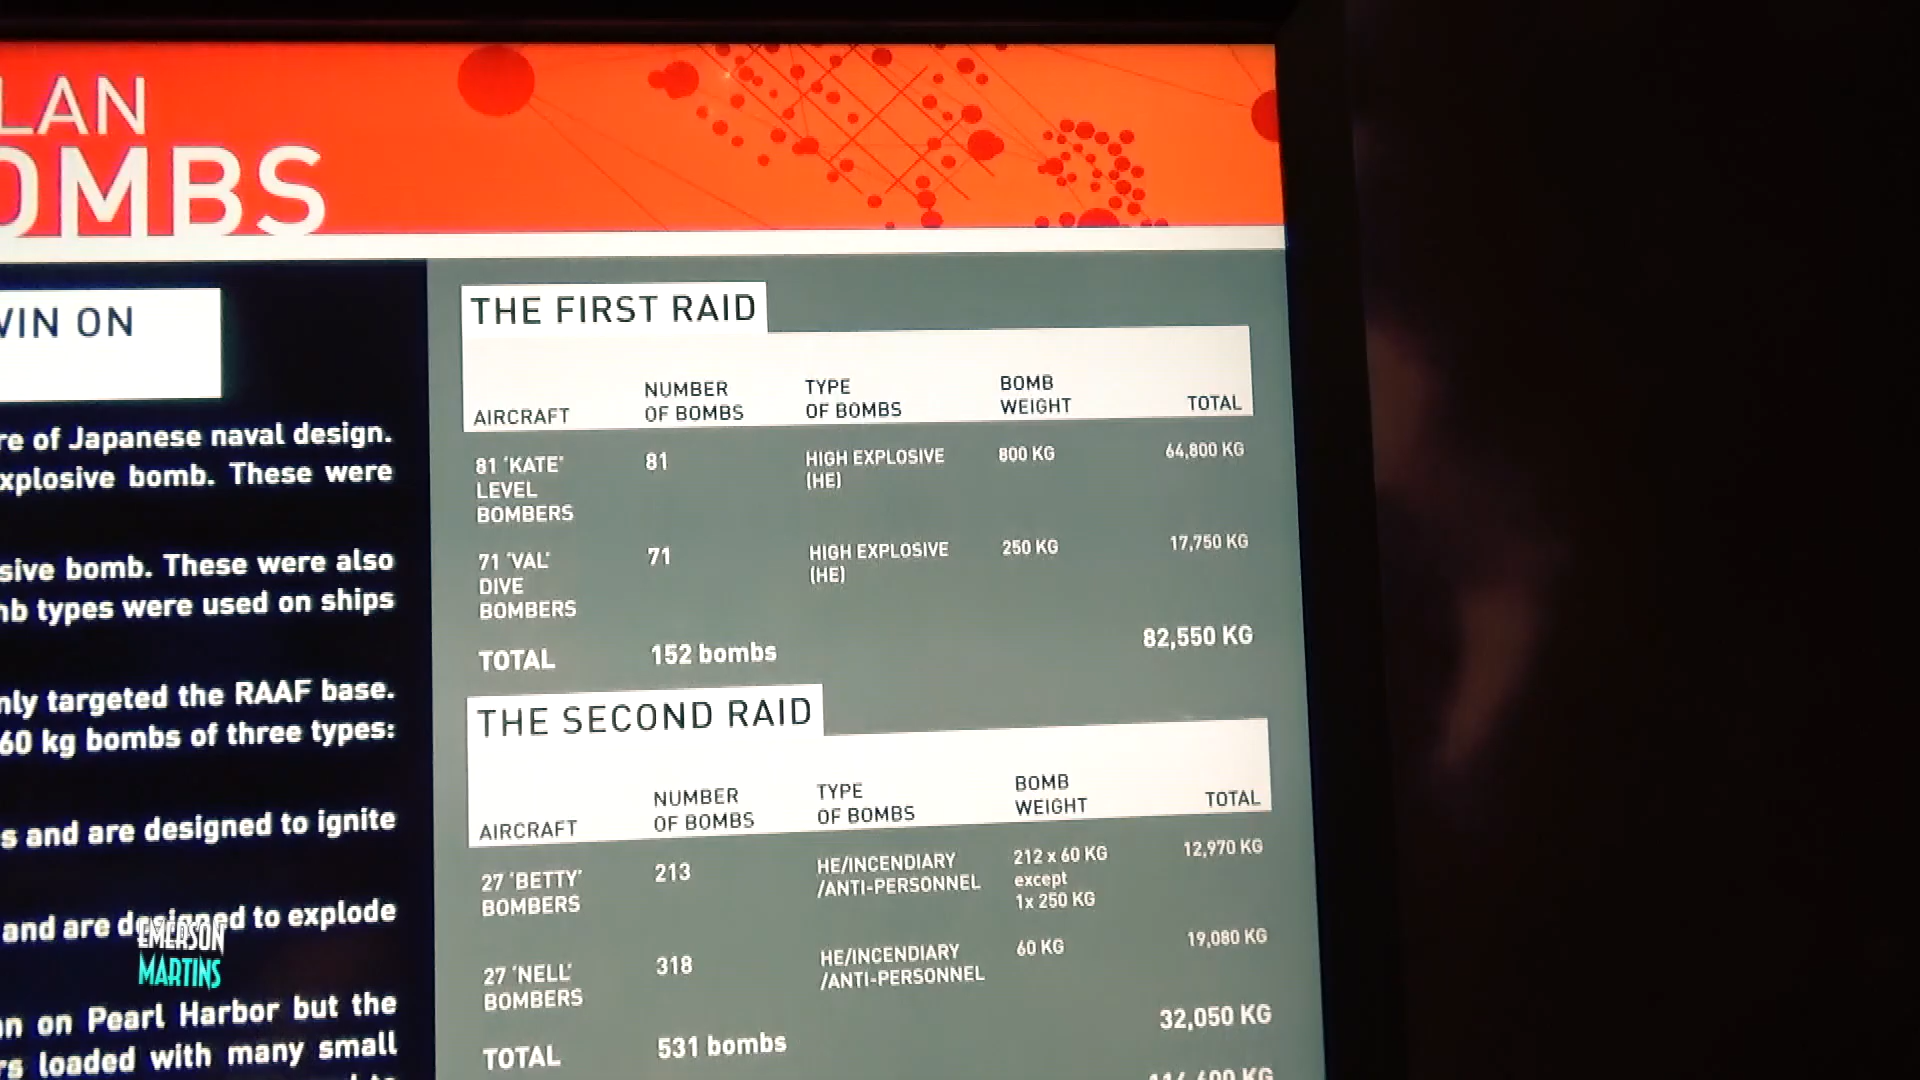 LAN
OMBS
WIN ON
re of Japanese naval design.
xplosive bomb. These were
sive bomb. These were also
mb types were used on ships
nly targeted the RAAF base.
60 kg bombs of three types:
s and are designed to ignite
and are designed to explode
an on Pearl Harbor but the
rs loaded with many small
THE FIRST RAID
AIRCRAFT NUMBER OF BOMBS TYPE OF BOMBS BOMB WEIGHT TOTAL
81 'KATE' LEVEL BOMBERS 81 HIGH EXPLOSIVE (HE) 800 KG 64,800 KG
71 'VAL' DIVE BOMBERS 71 HIGH EXPLOSIVE (HE) 250 KG 17,750 KG
TOTAL 152 bombs 82,550 KG
THE SECOND RAID
AIRCRAFT NUMBER OF BOMBS TYPE OF BOMBS BOMB WEIGHT TOTAL
27 'BETTY' BOMBERS 213 HE/INCENDIARY /ANTI-PERSONNEL 212 x 60 KG except 1x 250 KG 12,970 KG
27 'NELL' BOMBERS 318 HE/INCENDIARY /ANTI-PERSONNEL 60 KG 19,080 KG
TOTAL 531 bombs 32,050 KG
EMERSON
MARTINS